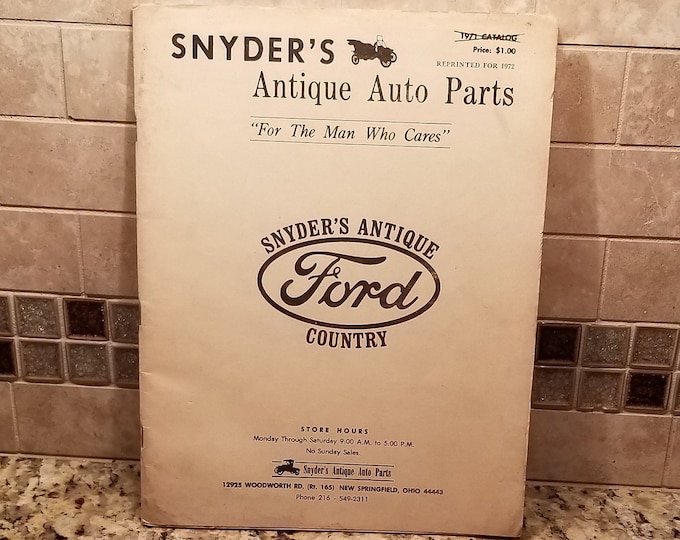 1971 CATALOG
Price: $1.00
REPRINTED FOR 1972
SNYDER'S
Antique Auto Parts
"For The Man Who Cares"
SNYDER'S ANTIQUE
Ford
COUNTRY
STORE HOURS
Monday Through Saturday 9:00 A.M. to 5:00 P.M.
No Sunday Sales
Snyder's Antique Auto Parts
12925 WOODWORTH RD. (Rt. 165) NEW SPRINGFIELD, OHIO 44443
Phone 216 - 549-2311